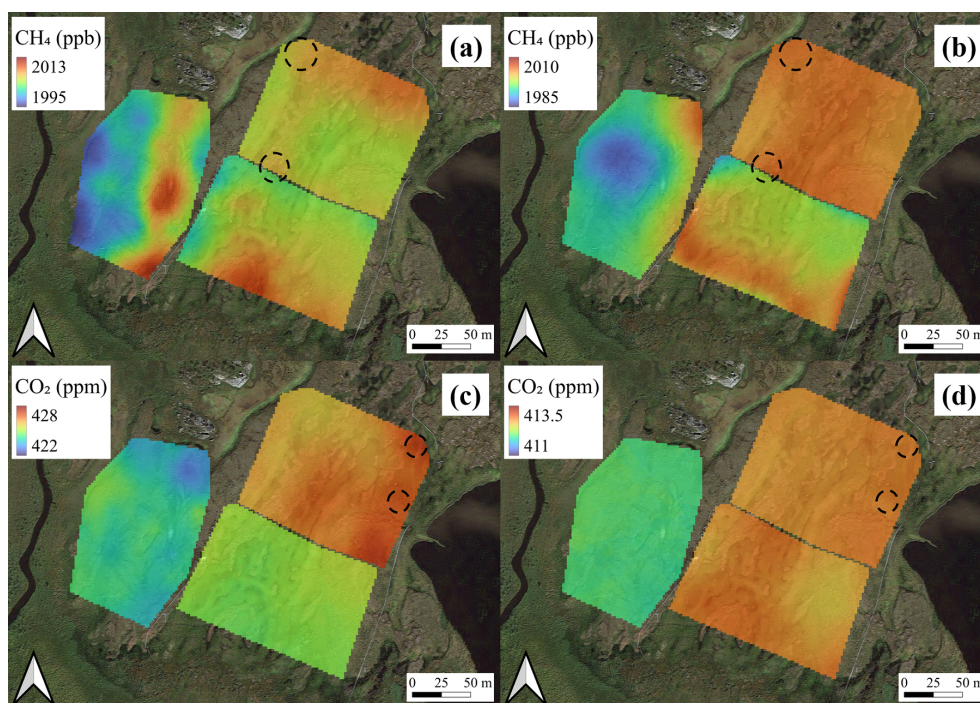 CH₄ (ppb)
2013
1995
(a)
0 25 50 m
CH₄ (ppb)
2010
1985
(b)
0 25 50 m
CO₂ (ppm)
428
422
(c)
0 25 50 m
CO₂ (ppm)
413.5
411
(d)
0 25 50 m